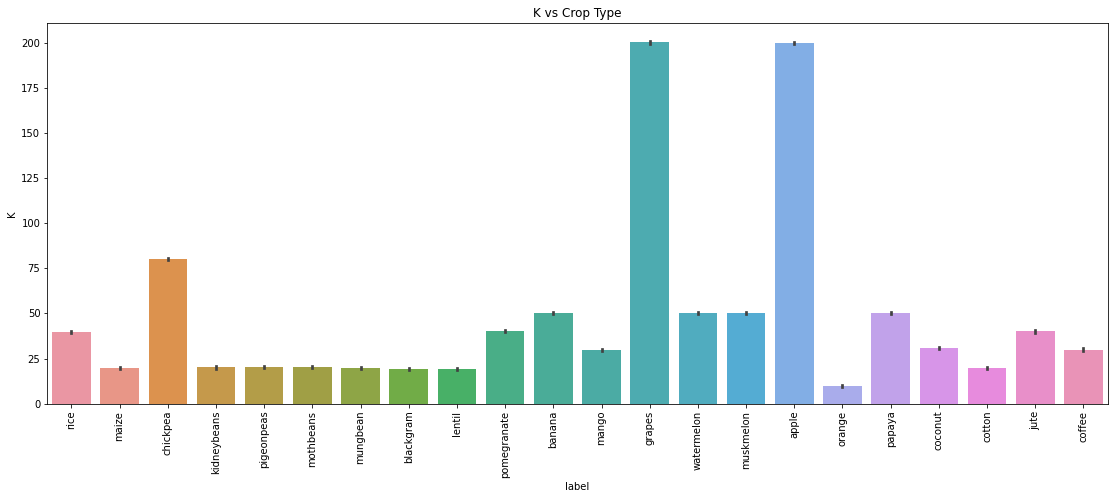 K vs Crop Type
200
175
150
125
100
75
50
25
0
K
rice
maize
chickpea
kidneybeans
pigeonpeas
mothbeans
mungbean
blackgram
lentil
pomegranate
banana
mango
grapes
watermelon
muskmelon
apple
orange
papaya
coconut
cotton
jute
coffee
label